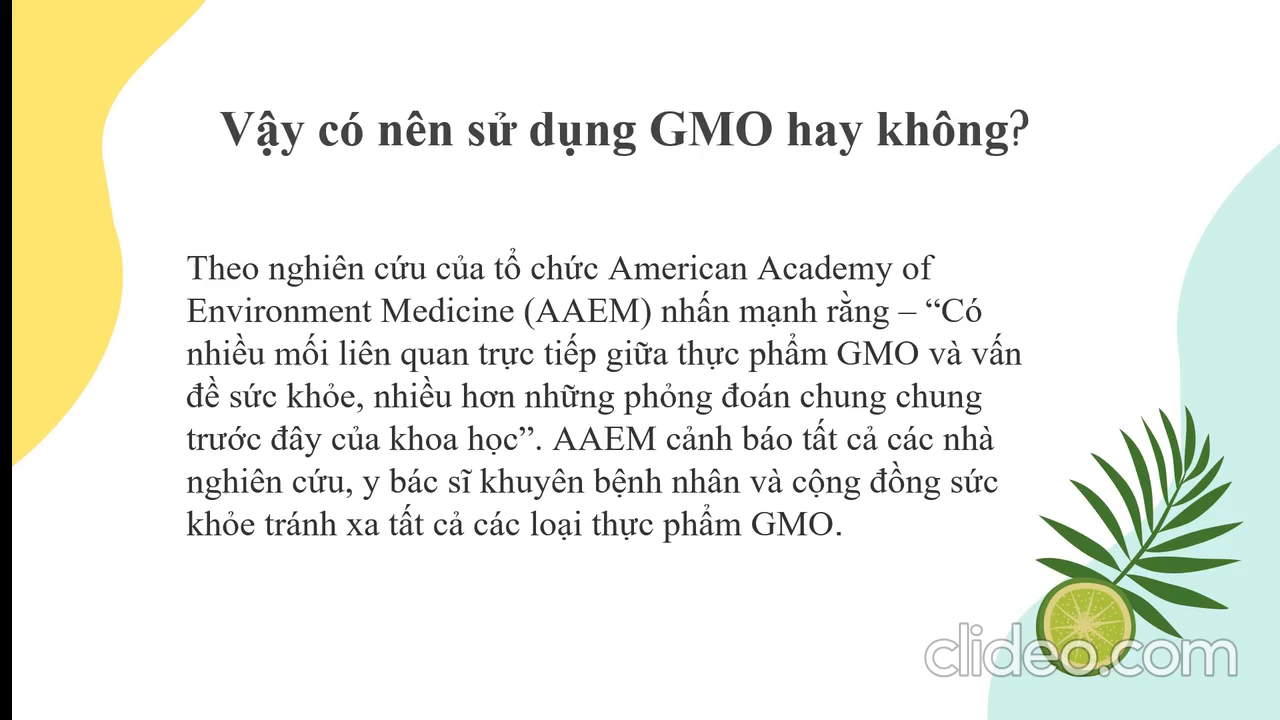 Vậy có nên sử dụng GMO hay không?
Theo nghiên cứu của tổ chức American Academy of
Environment Medicine (AAEM) nhấn mạnh rằng – “Có
nhiều mối liên quan trực tiếp giữa thực phẩm GMO và vấn
đề sức khỏe, nhiều hơn những phỏng đoán chung chung
trước đây của khoa học”. AAEM cảnh báo tất cả các nhà
nghiên cứu, y bác sĩ khuyên bệnh nhân và cộng đồng sức
khỏe tránh xa tất cả các loại thực phẩm GMO.
clideo.com